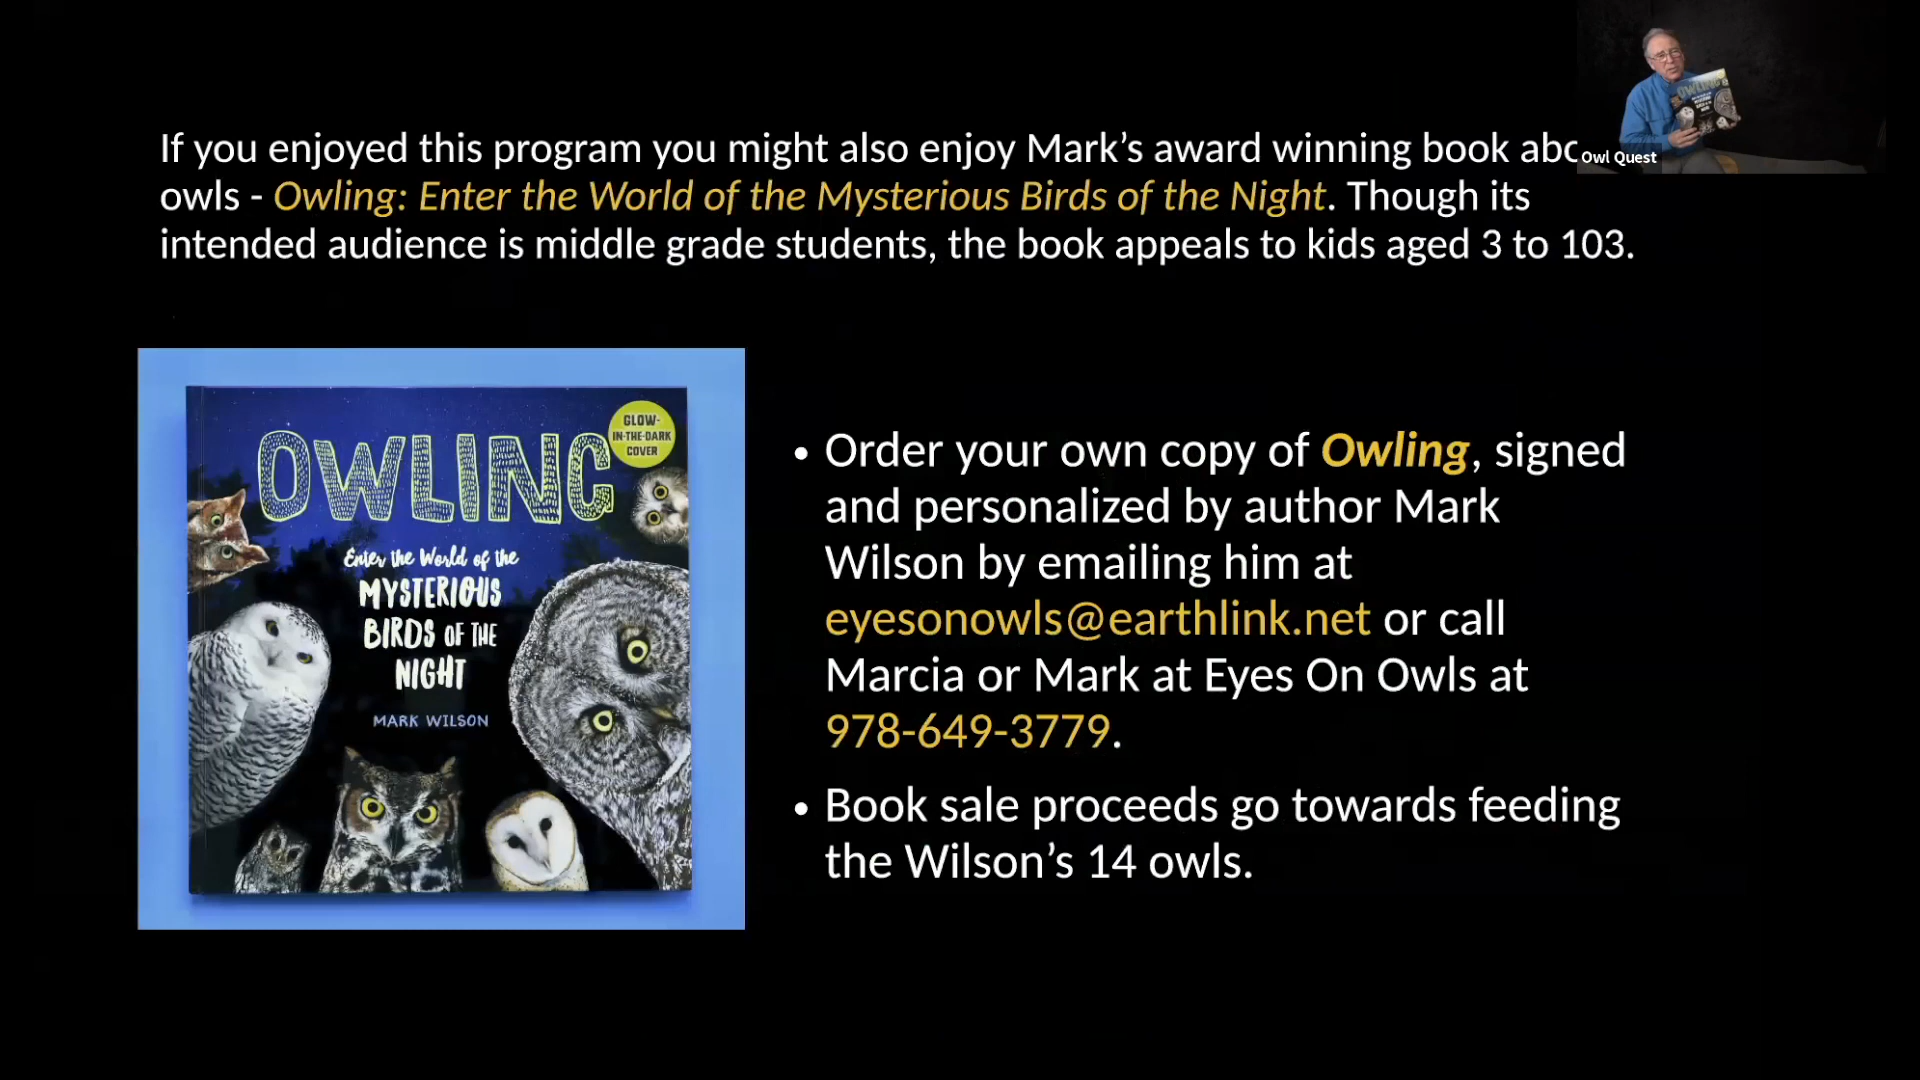 If you enjoyed this program you might also enjoy Mark’s award winning book abo
owls - Owling: Enter the World of the Mysterious Birds of the Night. Though its
intended audience is middle grade students, the book appeals to kids aged 3 to 103.
Owl Quest
OWLING
GLOW-
IN-THE-DARK
COVER
Enter the World of the
MYSTERIOUS
BIRDS OF THE
NIGHT
MARK WILSON
• Order your own copy of Owling, signed
and personalized by author Mark
Wilson by emailing him at
eyesonowls@earthlink.net or call
Marcia or Mark at Eyes On Owls at
978-649-3779.
• Book sale proceeds go towards feeding
the Wilson’s 14 owls.
OWLING